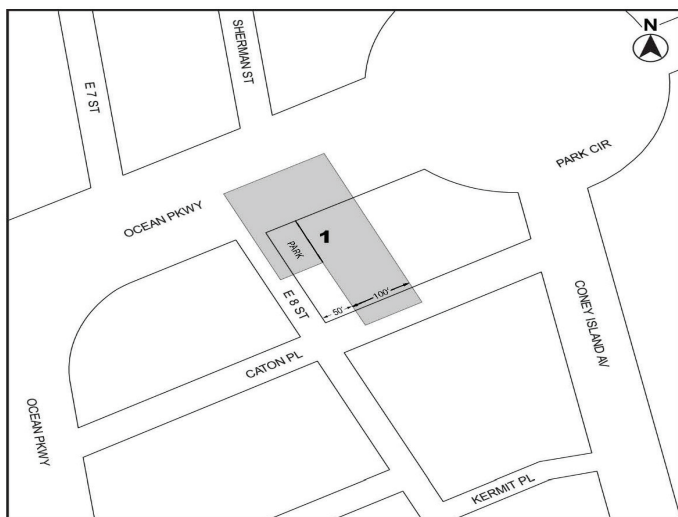 N
E 7 ST
SHERMAN ST
PARK CIR
OCEAN PKWY
PARK
1
E 8 ST
50'
100'
CONEY ISLAND AV
CATON PL
OCEAN PKWY
KERMIT PL